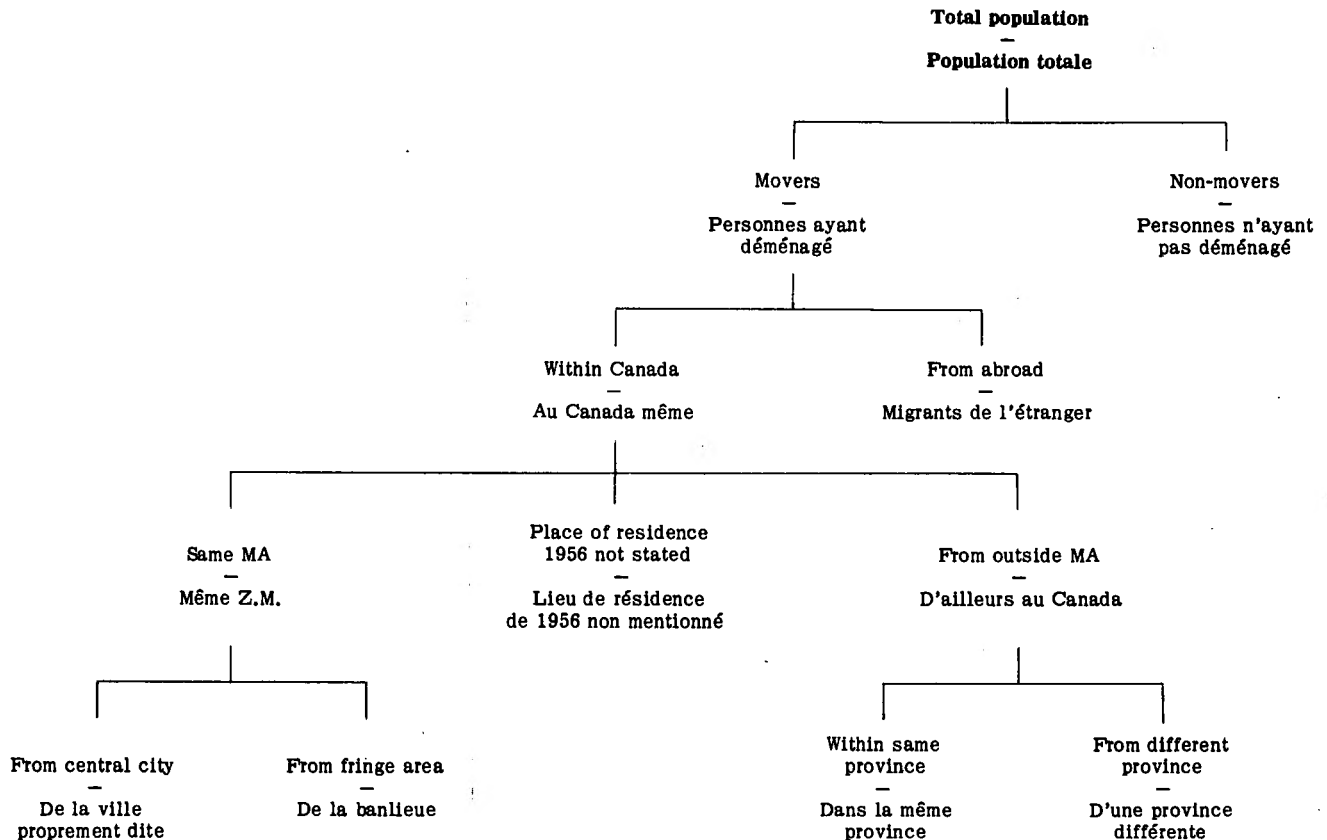 Total population
—
Population totale
Movers
—
Personnes ayant
déménagé
Non-movers
—
Personnes n'ayant
pas déménagé
Within Canada
—
Au Canada même
From abroad
—
Migrants de l'étranger
Same MA
—
Même Z.M.
Place of residence
1956 not stated
—
Lieu de résidence
de 1956 non mentionné
From outside MA
—
D'ailleurs au Canada
From central city
—
De la ville
proprement dite
From fringe area
—
De la banlieue
Within same
province
—
Dans la même
province
From different
province
—
D'une province
différente